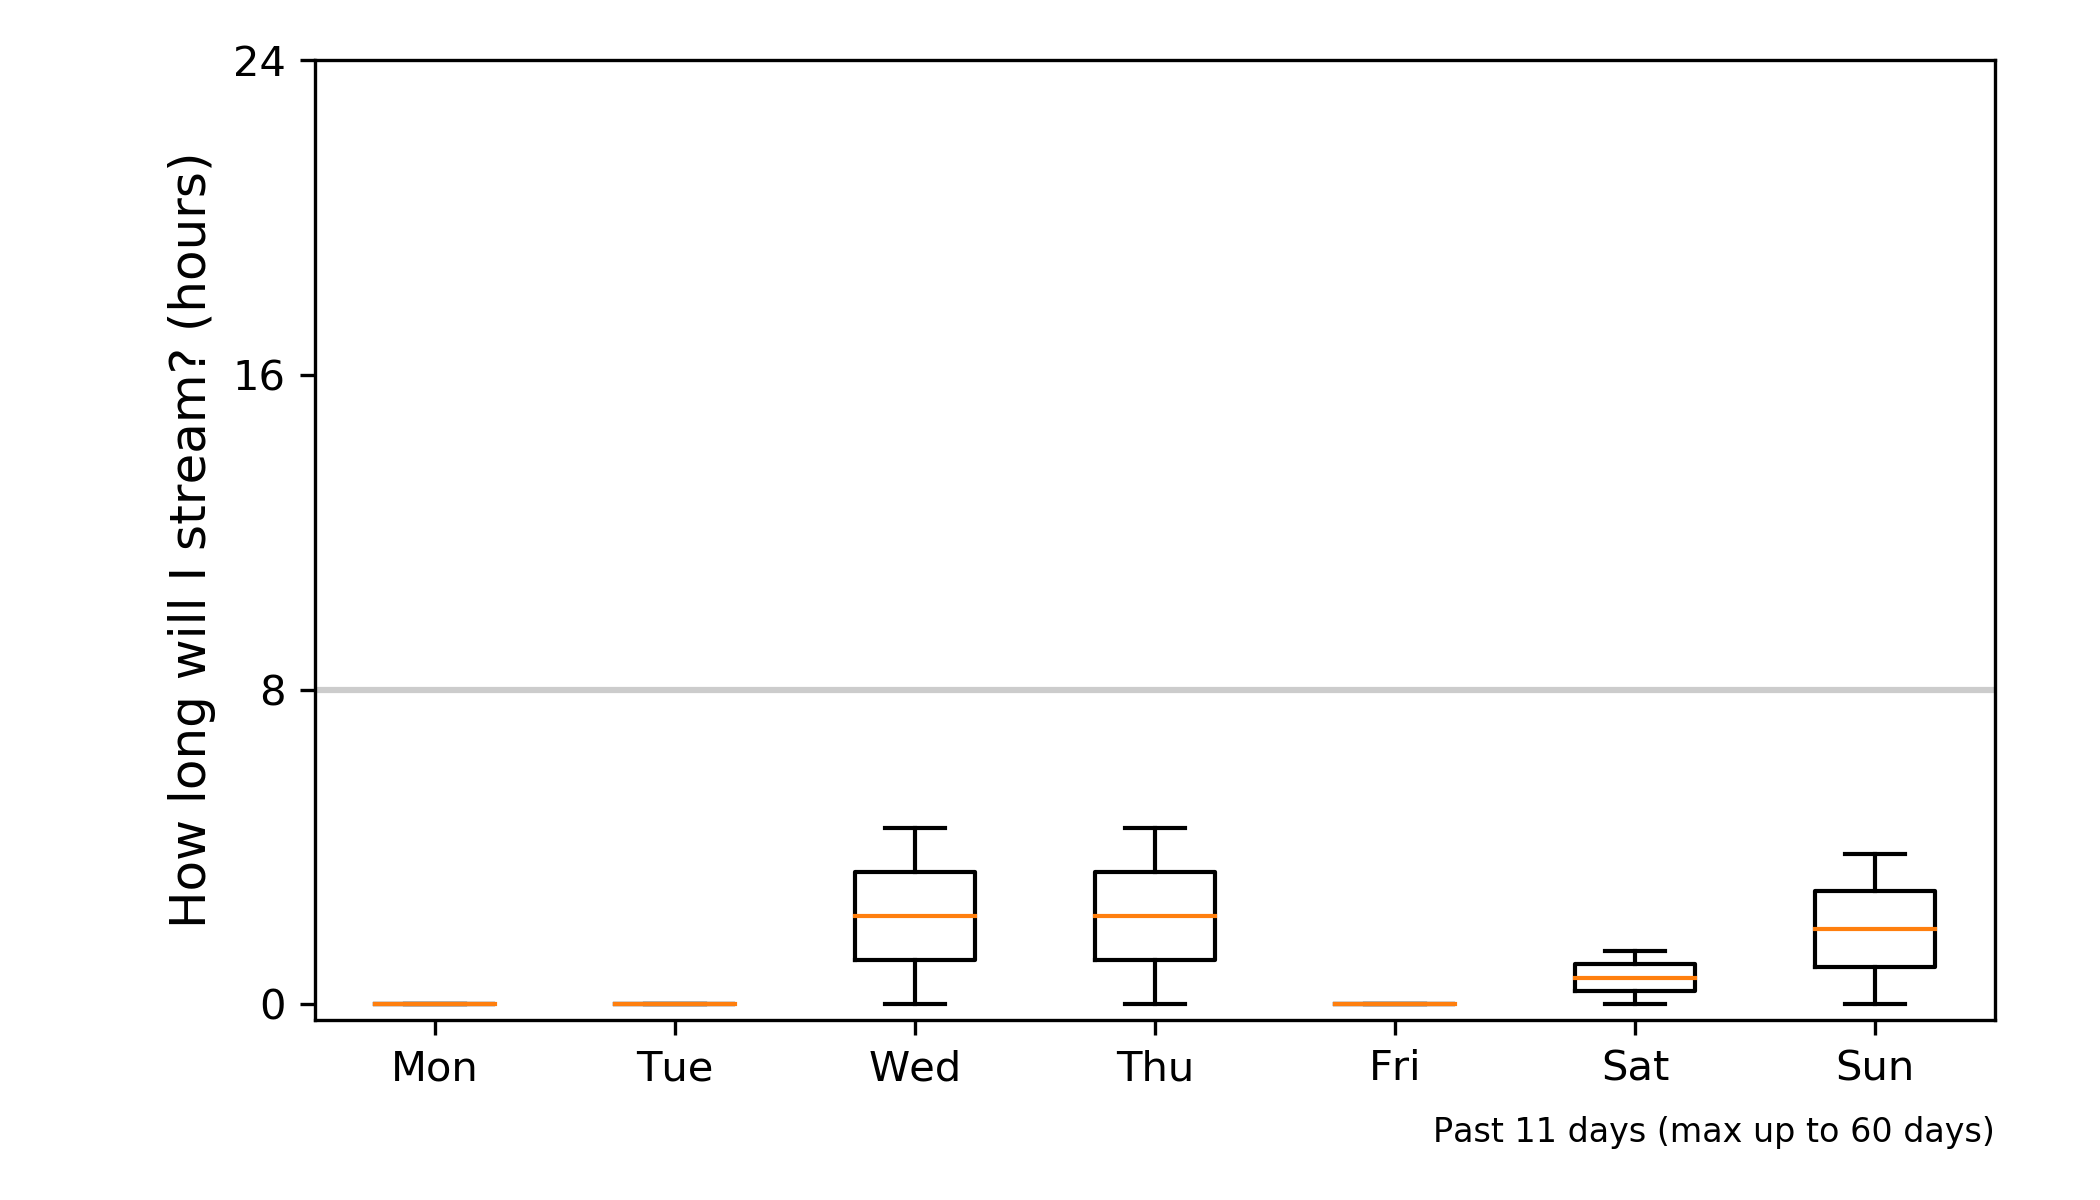 How long will I stream? (hours)
24
16
8
0
Mon Tue Wed Thu Fri Sat Sun
Past 11 days (max up to 60 days)